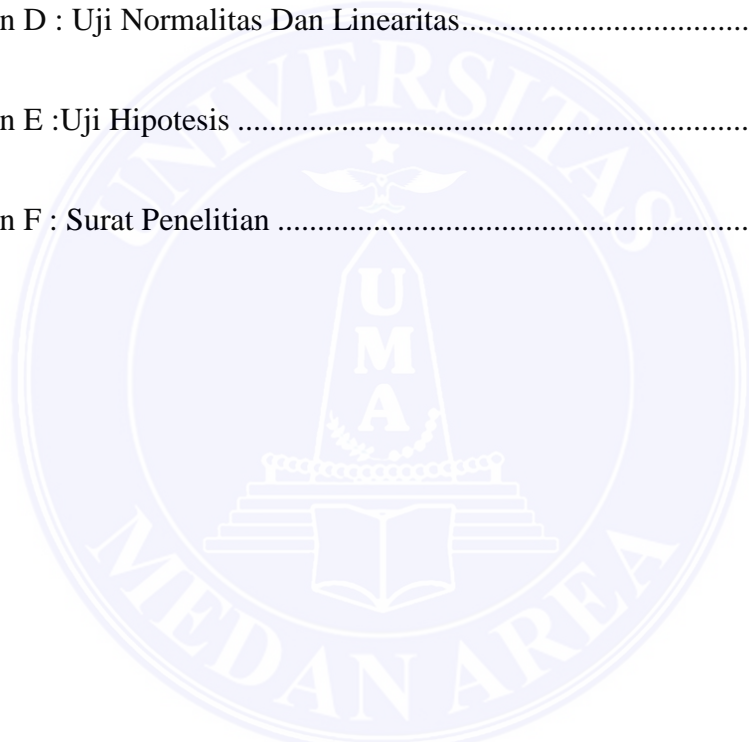 n D : Uji Normalitas Dan Linearitas...................................
n E :Uji Hipotesis ...............................................................
n F : Surat Penelitian .........................................................
UNIVERSITAS
U
M
A
MEDAN AREA